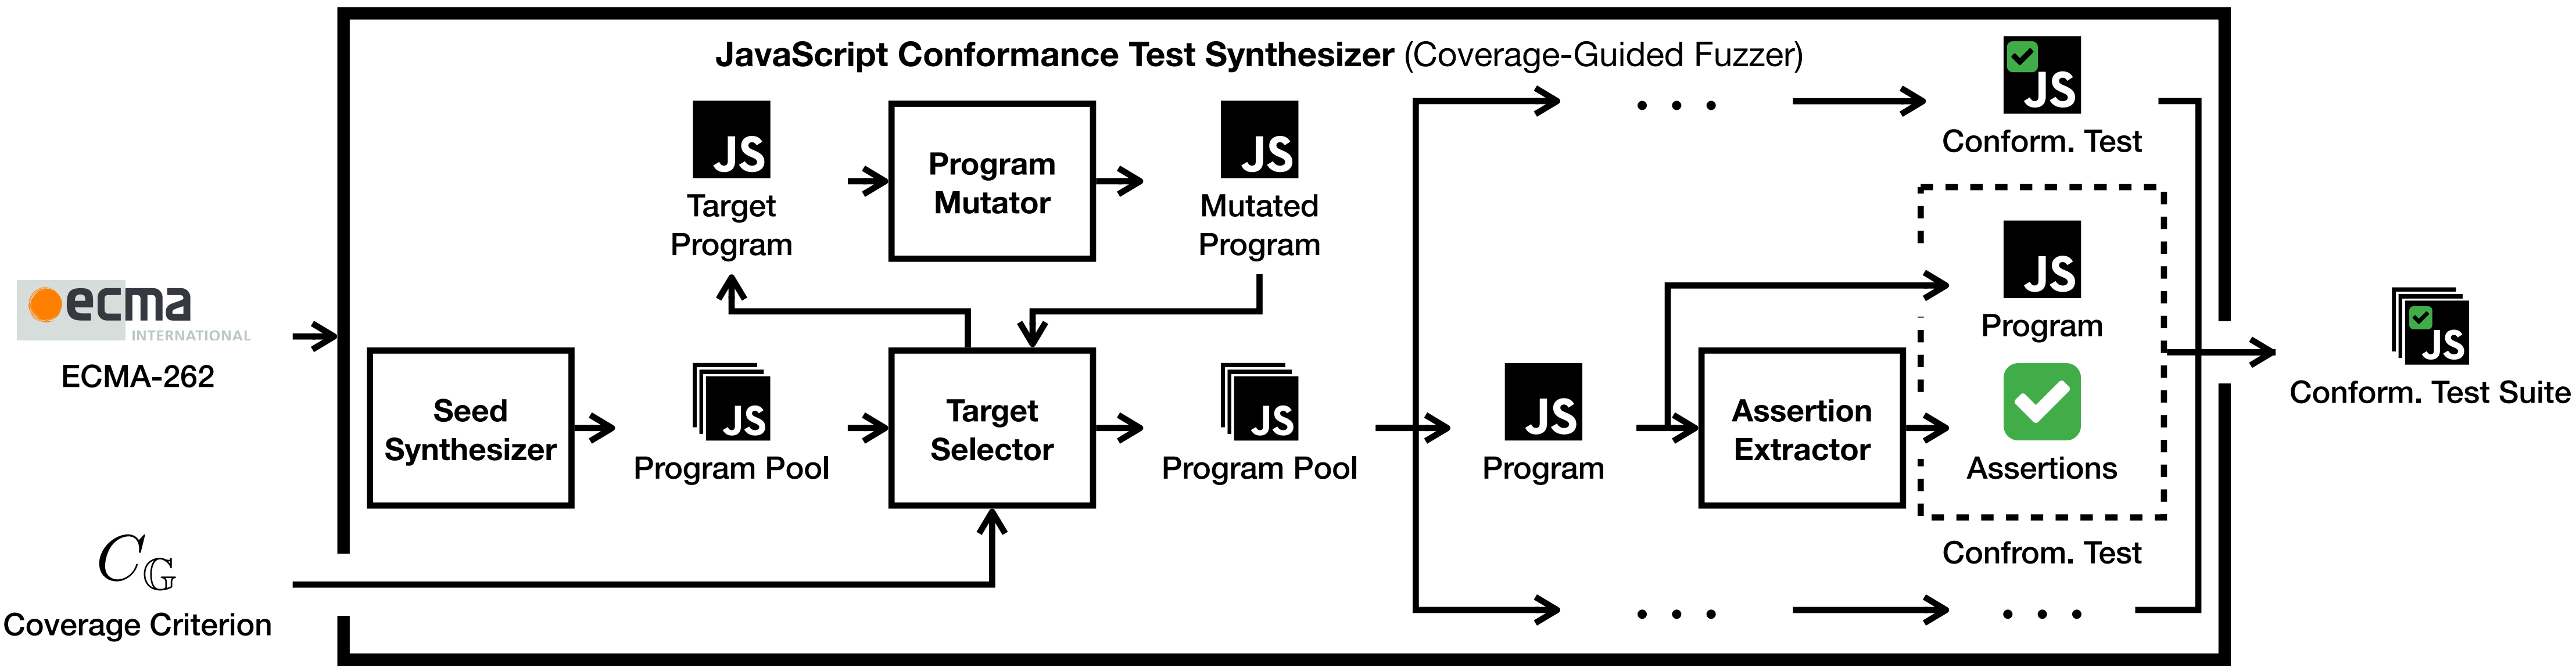 JavaScript Conformance Test Synthesizer (Coverage-Guided Fuzzer)
ecma
INTERNATIONAL
ECMA-262
C𝔾
Coverage Criterion
Seed
Synthesizer
JS
Program Pool
JS
Target
Program
Program
Mutator
JS
Mutated
Program
Target
Selector
JS
Program Pool
. . .
JS
Conform. Test
JS
Program
Assertion
Extractor
JS
Program
Assertions
Confrom. Test
. . .
. . .
JS
Conform. Test Suite